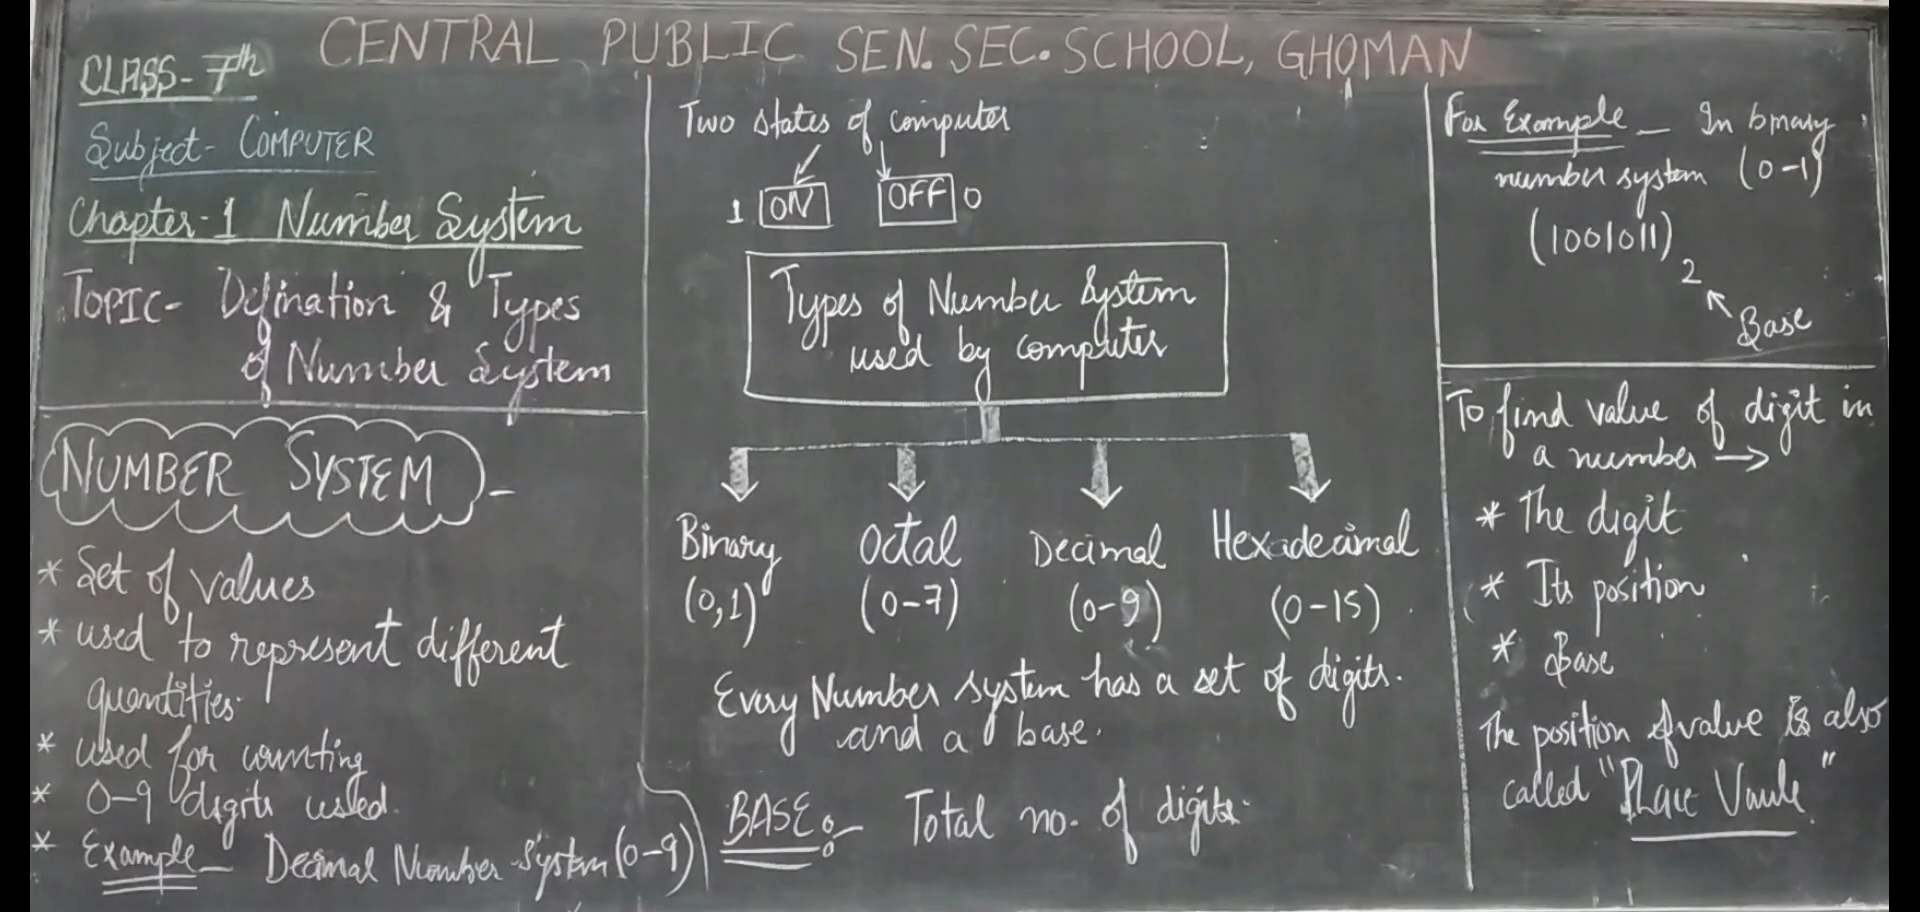 CENTRAL PUBLIC SEN. SEC. SCHOOL, GHOMAN
CLASS- 7th
Subject- COMPUTER
Chapter-1 Number System
TOPIC- Defination & Types
of Number System
NUMBER SYSTEM -
* Set of values
* used to represent different
quantities.
* used for counting
* 0-9 digits used.
* Example - Decimal Number System (0-9)
Two states of computer
1 ON OFF 0
Types of Number System
used by computer
Binary Octal Decimal Hexadecimal
(0,1) (0-7) (0-9) (0-15)
Every Number system has a set of digits.
and a base.
BASE:- Total no. of digits.
For Example - In binary
number system (0-1)
(1001011)2
Base
To find value of digit in
a number →
* The digit
* Its position
* Base
The position of value is also
called "Place Vaule"